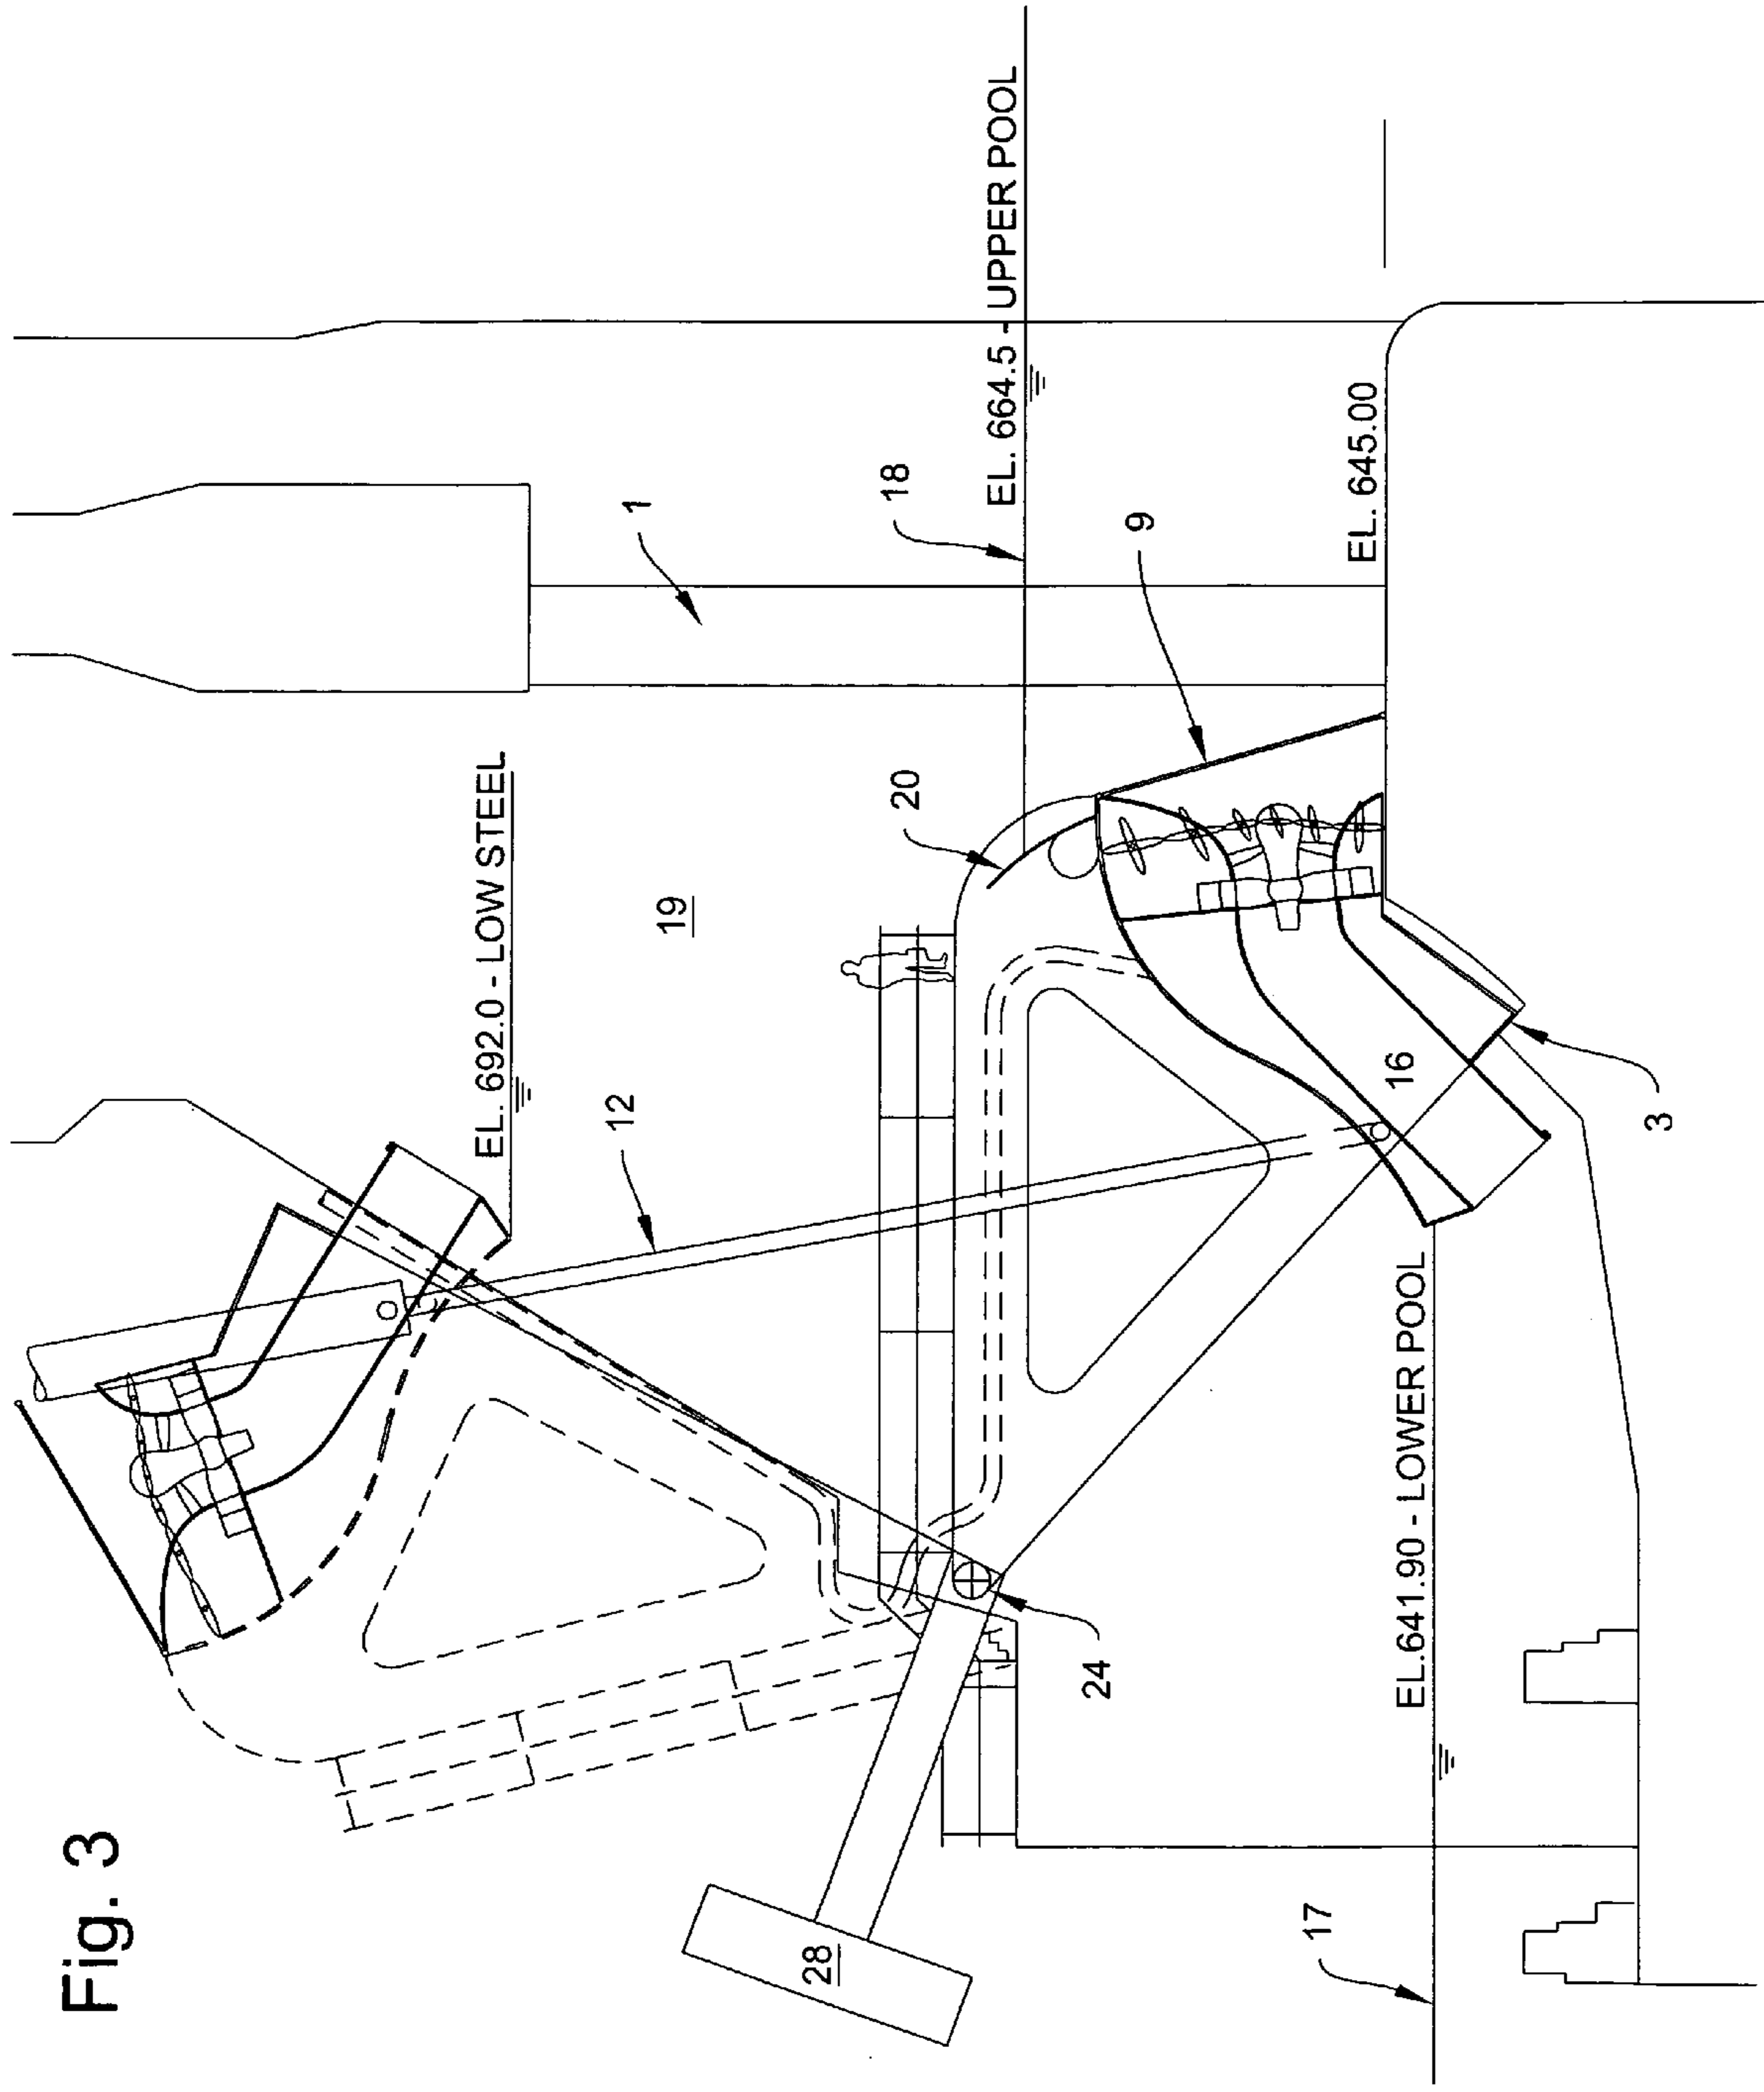 Fig. 3
EL. 692.0 - LOW STEEL
1
19
12
18
EL. 664.5 - UPPER POOL
20
9
EL. 645.00
28
24
16
3
EL.641.90 - LOWER POOL
17